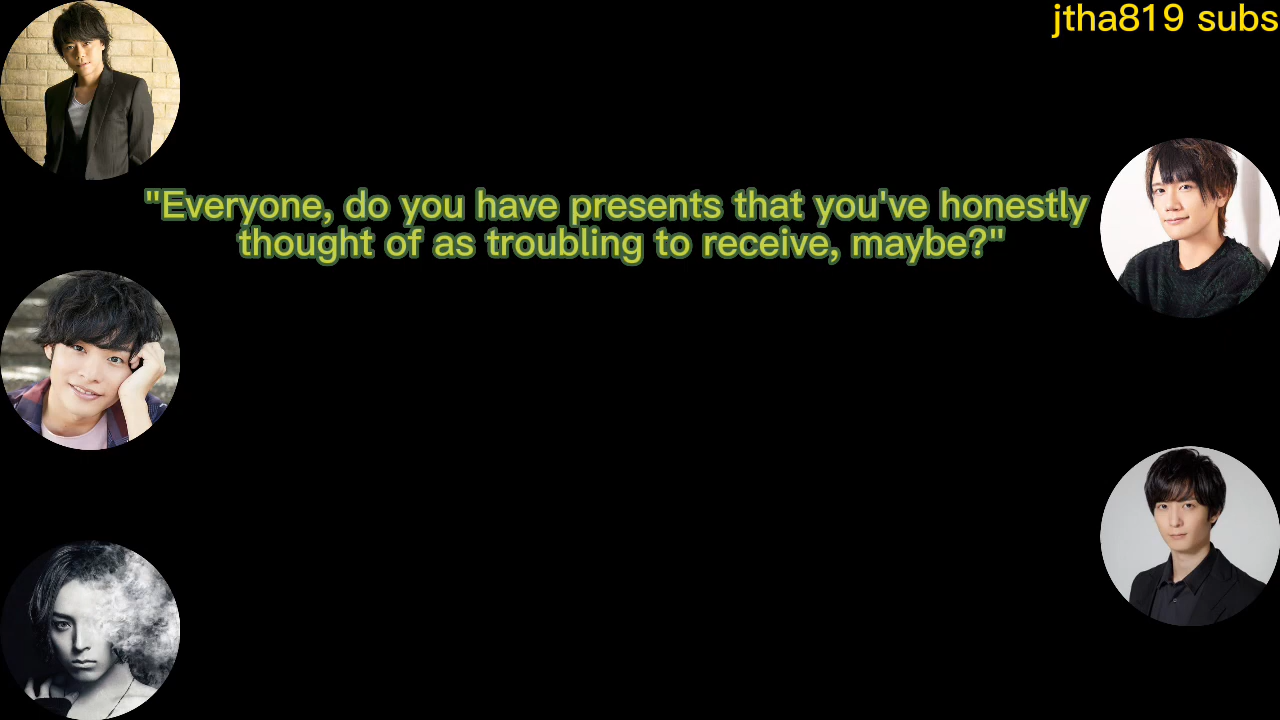 jtha819 subs
"Everyone, do you have presents that you've honestly
thought of as troubling to receive, maybe?"